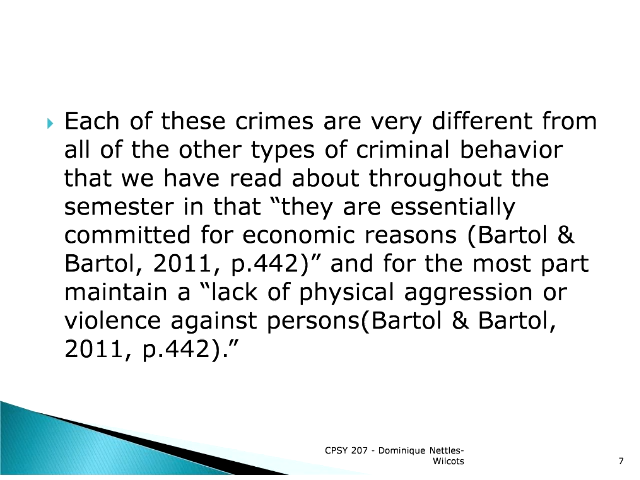 Each of these crimes are very different from
all of the other types of criminal behavior
that we have read about throughout the
semester in that “they are essentially
committed for economic reasons (Bartol &
Bartol, 2011, p.442)” and for the most part
maintain a “lack of physical aggression or
violence against persons(Bartol & Bartol,
2011, p.442).”
CPSY 207 - Dominique Nettles-
Wilcots
7